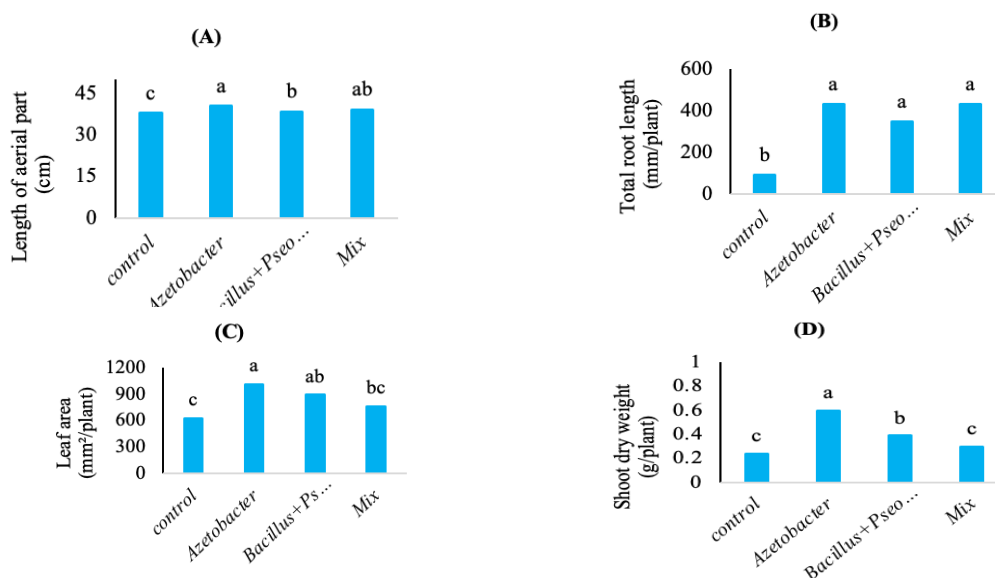 (A)
Length of aerial part
(cm)
45
30
15
0
c
a
b
ab
control
Azetobacter
cillus+Pseo...
Mix
(B)
Total root length
(mm/plant)
600
400
200
0
b
a
a
a
control
Azetobacter
Bacillus+Pseo...
Mix
(C)
Leaf area
(mm²/plant)
1200
900
600
300
0
c
a
ab
bc
control
Azetobacter
Bacillus+Ps...
Mix
(D)
Shoot dry weight
(g/plant)
1
0.8
0.6
0.4
0.2
0
c
a
b
c
control
Azetobacter
Bacillus+Pseo...
Mix